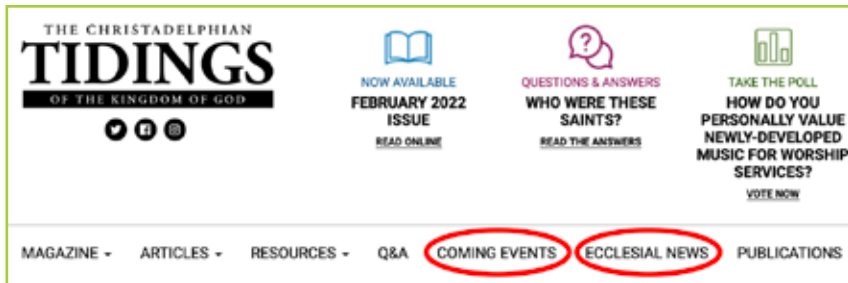 THE CHRISTADELPHIAN
TIDINGS
OF THE KINGDOM OF GOD
NOW AVAILABLE
FEBRUARY 2022
ISSUE
READ ONLINE
QUESTIONS & ANSWERS
WHO WERE THESE
SAINTS?
READ THE ANSWERS
TAKE THE POLL
HOW DO YOU
PERSONALLY VALUE
NEWLY-DEVELOPED
MUSIC FOR WORSHIP
SERVICES?
VOTE NOW
MAGAZINE ARTICLES RESOURCES Q&A COMING EVENTS ECCLESIAL NEWS PUBLICATIONS